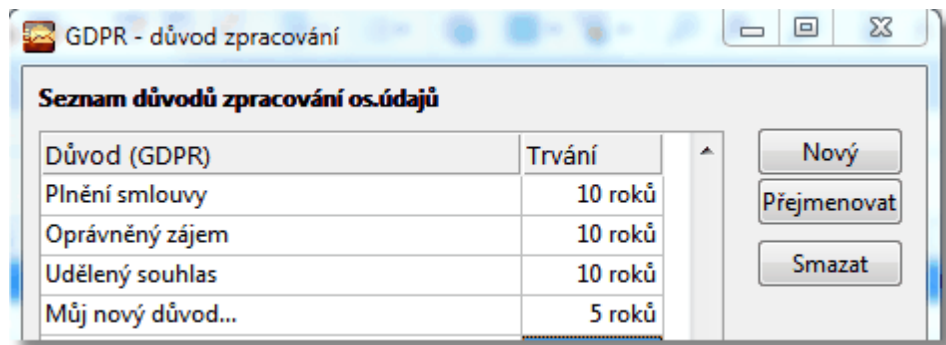 GDPR - důvod zpracování
Seznam důvodů zpracování os.údajů
Důvod (GDPR) Trvání
Plnění smlouvy 10 roků
Oprávněný zájem 10 roků
Udělený souhlas 10 roků
Můj nový důvod... 5 roků
Nový
Přejmenovat
Smazat